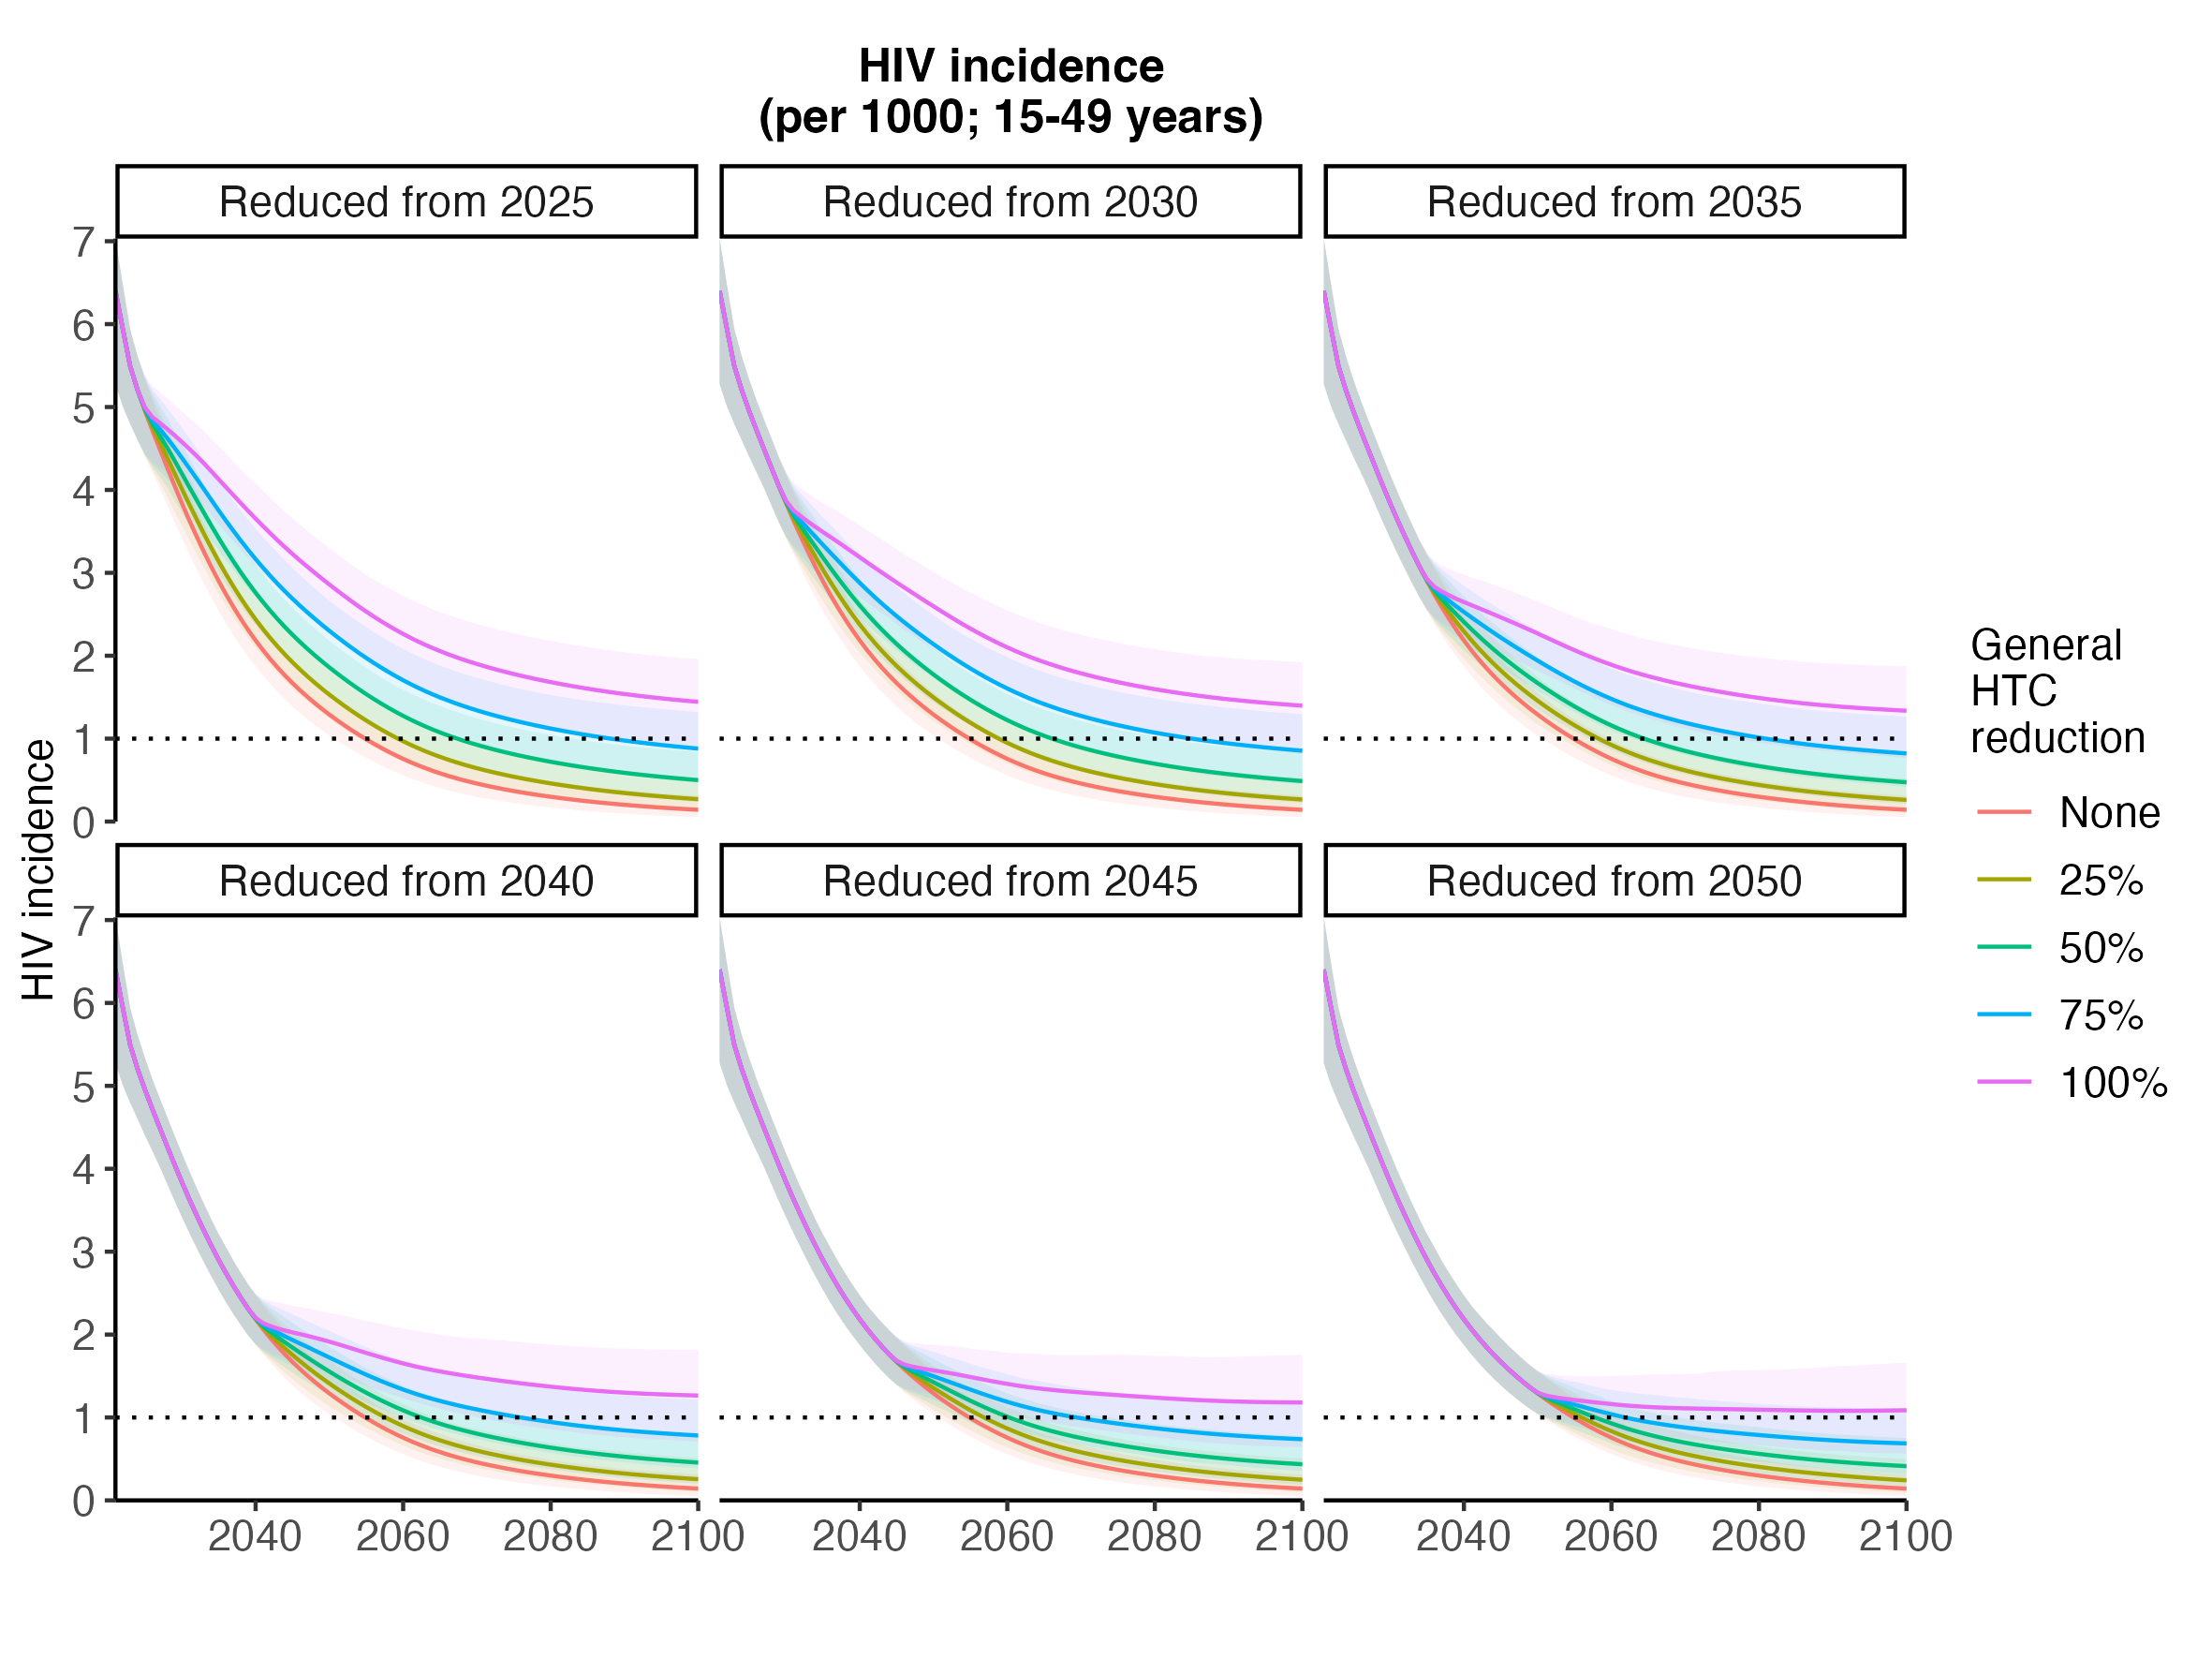 HIV incidence
(per 1000; 15-49 years)
Reduced from 2025
Reduced from 2030
Reduced from 2035
7
6
5
4
3
2
1
0
Reduced from 2040
Reduced from 2045
Reduced from 2050
7
6
5
4
3
2
1
0
2040 2060 2080 2100
2040 2060 2080 2100
2040 2060 2080 2100
HIV incidence
General
HTC
reduction
None
25%
50%
75%
100%